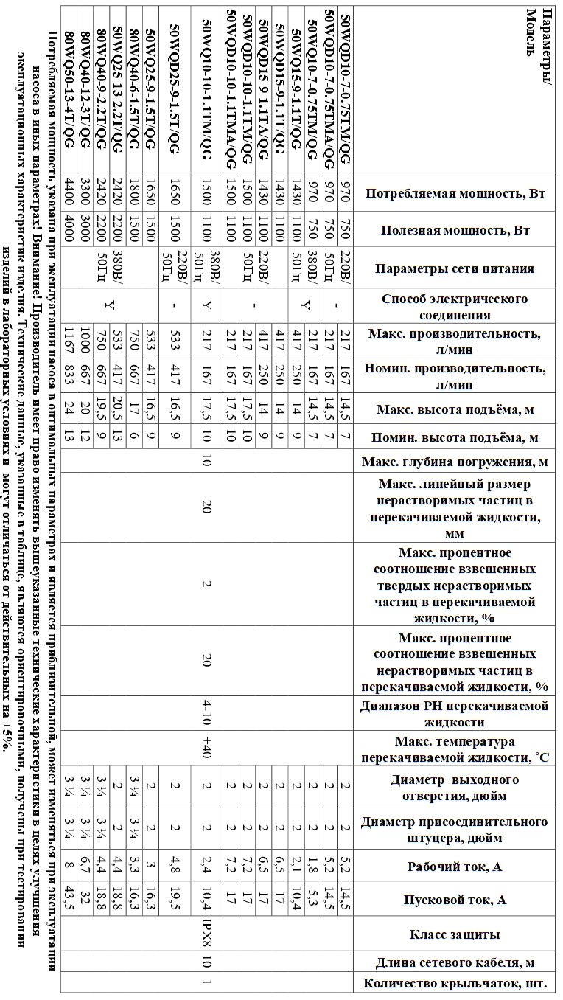 Параметры/
Модель
Потребляемая мощность, Вт
Полезная мощность, Вт
Параметры сети питания
Способ электрического
соединения
Макс. производительность,
л/мин
Номин. производительность,
л/мин
Макс. высота подъёма, м
Номин. высота подъёма, м
Макс. глубина погружения, м
Макс. линейный размер
нерастворимых частиц в
перекачиваемой жидкости,
мм
Макс. процентное
соотношение взвешенных
твердых нерастворимых
частиц в перекачиваемой
жидкости, %
Макс. процентное
соотношение взвешенных
нерастворимых частиц в
перекачиваемой жидкости, %
Диапазон PH перекачиваемой
жидкости
Макс. температура
перекачиваемой жидкости, ˚С
Диаметр выходного
отверстия, дюйм
Диаметр присоединительного
штуцера, дюйм
Рабочий ток, А
Пусковой ток, А
Класс защиты
Длина сетевого кабеля, м
Количество крыльчаток, шт.
50WQD10-7-0.75TM/QG 970 750 220В/ 50Гц - 217 167 14,5 7 2 2 5,2 14,5
50WQD10-7-0.75TMA/QG 970 750 217 167 14,5 7 2 2 5,2 14,5
50WQ10-7-0.75TM/QG 970 750 380В/ 50Гц Y 217 167 14,5 7 2 2 1,8 5,3
50WQ15-9-1.1T/QG 1430 1100 417 250 14 9 2 2 2,1 10,4
50WQD15-9-1.1T/QG 1430 1100 220В/ 50Гц - 417 250 14 9 2 2 6,5 17
50WQD15-9-1.1TA/QG 1430 1100 417 250 14 9 2 2 6,5 17
50WQD10-10-1.1TM/QG 1500 1100 217 167 17,5 10 2 2 7,2 17
50WQD10-10-1.1TMA/QG 1500 1100 217 167 17,5 10 2 2 7,2 17
50WQ10-10-1.1TM/QG 1500 1100 380В/ 50Гц Y 217 167 17,5 10 10 20 2 20 4-10 +40 2 2 2,4 10,4 IPX8 10 1
50WQD25-9-1.5T/QG 1650 1500 220В/ 50Гц - 533 417 16,5 9 2 2 4,8 19,5
50WQ25-9-1.5T/QG 1650 1500 380В/ 50Гц Y 533 417 16,5 9 2 2 3 16,3
80WQ40-6-1.5T/QG 1800 1500 750 667 17 6 3 ¼ 3 ¼ 3,3 16,3
50WQ25-13-2.2T/QG 2420 2200 533 417 20,5 13 2 2 4,4 18,8
80WQ40-9-2.2T/QG 2420 2200 750 667 19,5 9 3 ¼ 3 ¼ 4,4 18,8
80WQ40-12-3T/QG 3300 3000 1000 667 20 12 3 ¼ 3 ¼ 6,7 32
80WQ50-13-4T/QG 4400 4000 1167 833 24 13 3 ¼ 3 ¼ 8 43,5
Потребляемая мощность указана при эксплуатации насоса в оптимальных параметрах и является приблизительной, может изменяться при эксплуатации
насоса в иных параметрах! Внимание! Производитель имеет право изменять вышеуказанные технические характеристики в целях улучшения
эксплуатационных характеристик изделия. Технические данные, указанные в таблице, являются ориентировочными, получены при тестировании
изделий в лабораторных условиях и могут отличаться от действительных на ±5%.